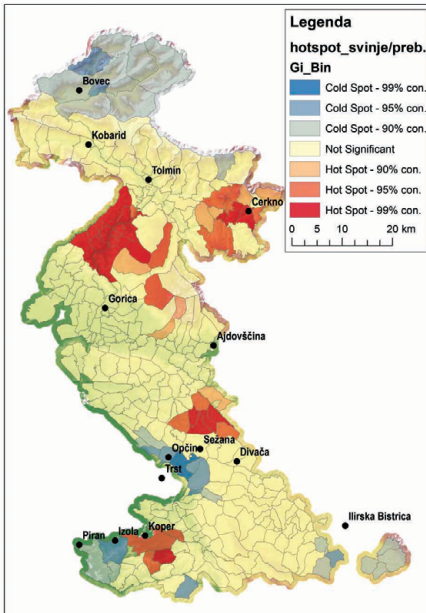 Legenda
hotspot_svinje/preb.
Gi_Bin
Cold Spot - 99% con.
Cold Spot - 95% con.
Cold Spot - 90% con.
Not Significant
Hot Spot - 90% con.
Hot Spot - 95% con.
Hot Spot - 99% con.
0 5 10 20 km
Bovec
Kobarid
Tolmin
Cerkno
Gorica
Ajdovščina
Sezana
Opčin
Divača
Trst
Ilirska Bistrica
Koper
Izola
Piran